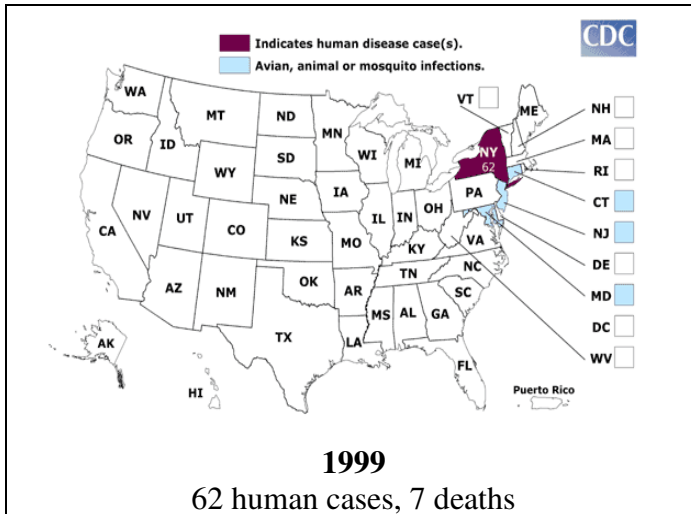 Indicates human disease case(s).
CDC
Avian, animal or mosquito infections.
WA
MT
ND
MN
VT
ME
NH
OR
ID
SD
WI
MI
NY
62
MA
WY
RI
NE
IA
PA
CT
NV
UT
CO
IL
IN
OH
NJ
CA
KS
MO
KY
VA
DE
AZ
NM
OK
AR
TN
NC
MD
SC
MS
AL
GA
DC
TX
LA
AK
FL
WV
HI
Puerto Rico
1999
62 human cases, 7 deaths